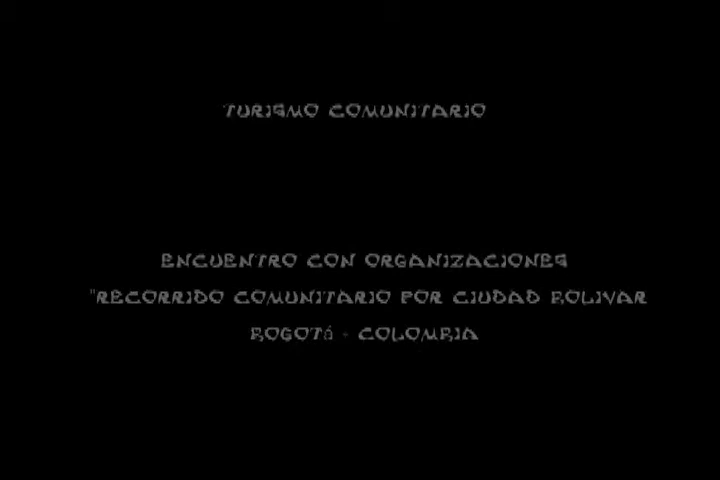 TURISMO COMUNITARIO
ENCUENTRO CON ORGANIZACIONES
"RECORRIDO COMUNITARIO POR CIUDAD BOLIVAR
BOGOTá - COLOMBIA